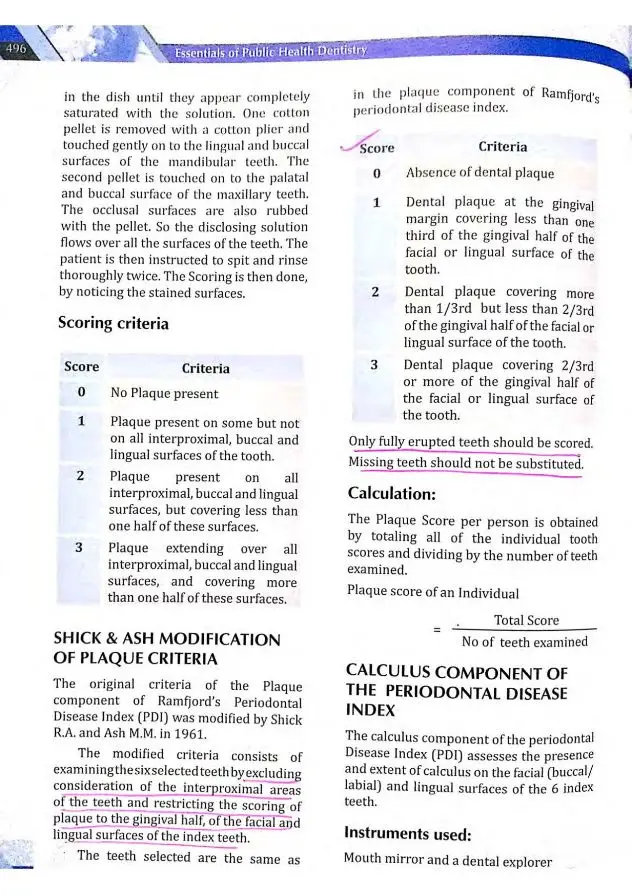 496
Essentials of Public Health Dentistry
in the dish until they appear completely
saturated with the solution. One cotton
pellet is removed with a cotton plier and
touched gently on to the lingual and buccal
surfaces of the mandibular teeth. The
second pellet is touched on to the palatal
and buccal surface of the maxillary teeth.
The occlusal surfaces are also rubbed
with the pellet. So the disclosing solution
flows over all the surfaces of the teeth. The
patient is then instructed to spit and rinse
thoroughly twice. The Scoring is then done,
by noticing the stained surfaces.
Scoring criteria
Score Criteria
0 No Plaque present
1 Plaque present on some but not
on all interproximal, buccal and
lingual surfaces of the tooth.
2 Plaque present on all
interproximal, buccal and lingual
surfaces, but covering less than
one half of these surfaces.
3 Plaque extending over all
interproximal, buccal and lingual
surfaces, and covering more
than one half of these surfaces.
SHICK & ASH MODIFICATION
OF PLAQUE CRITERIA
The original criteria of the Plaque
component of Ramfjord's Periodontal
Disease Index (PDI) was modified by Shick
R.A. and Ash M.M. in 1961.
The modified criteria consists of
examining the six selected teeth by excluding
consideration of the interproximal areas
of the teeth and restricting the scoring of
plaque to the gingival half, of the facial and
lingual surfaces of the index teeth.
The teeth selected are the same as
in the plaque component of Ramfjord's
periodontal disease index.
Score Criteria
0 Absence of dental plaque
1 Dental plaque at the gingival
margin covering less than one
third of the gingival half of the
facial or lingual surface of the
tooth.
2 Dental plaque covering more
than 1/3rd but less than 2/3rd
of the gingival half of the facial or
lingual surface of the tooth.
3 Dental plaque covering 2/3rd
or more of the gingival half of
the facial or lingual surface of
the tooth.
Only fully erupted teeth should be scored.
Missing teeth should not be substituted.
Calculation:
The Plaque Score per person is obtained
by totaling all of the individual tooth
scores and dividing by the number of teeth
examined.
Plaque score of an Individual
= Total Score
No of teeth examined
CALCULUS COMPONENT OF
THE PERIODONTAL DISEASE
INDEX
The calculus component of the periodontal
Disease Index (PDI) assesses the presence
and extent of calculus on the facial (buccal/
labial) and lingual surfaces of the 6 index
teeth.
Instruments used:
Mouth mirror and a dental explorer